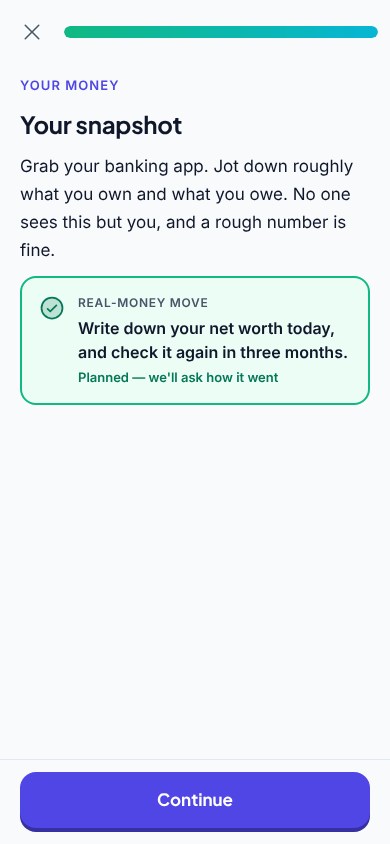 YOUR MONEY
Your snapshot
Grab your banking app. Jot down roughly
what you own and what you owe. No one
sees this but you, and a rough number is
fine.
REAL-MONEY MOVE
Write down your net worth today,
and check it again in three months.
Planned — we'll ask how it went
Continue